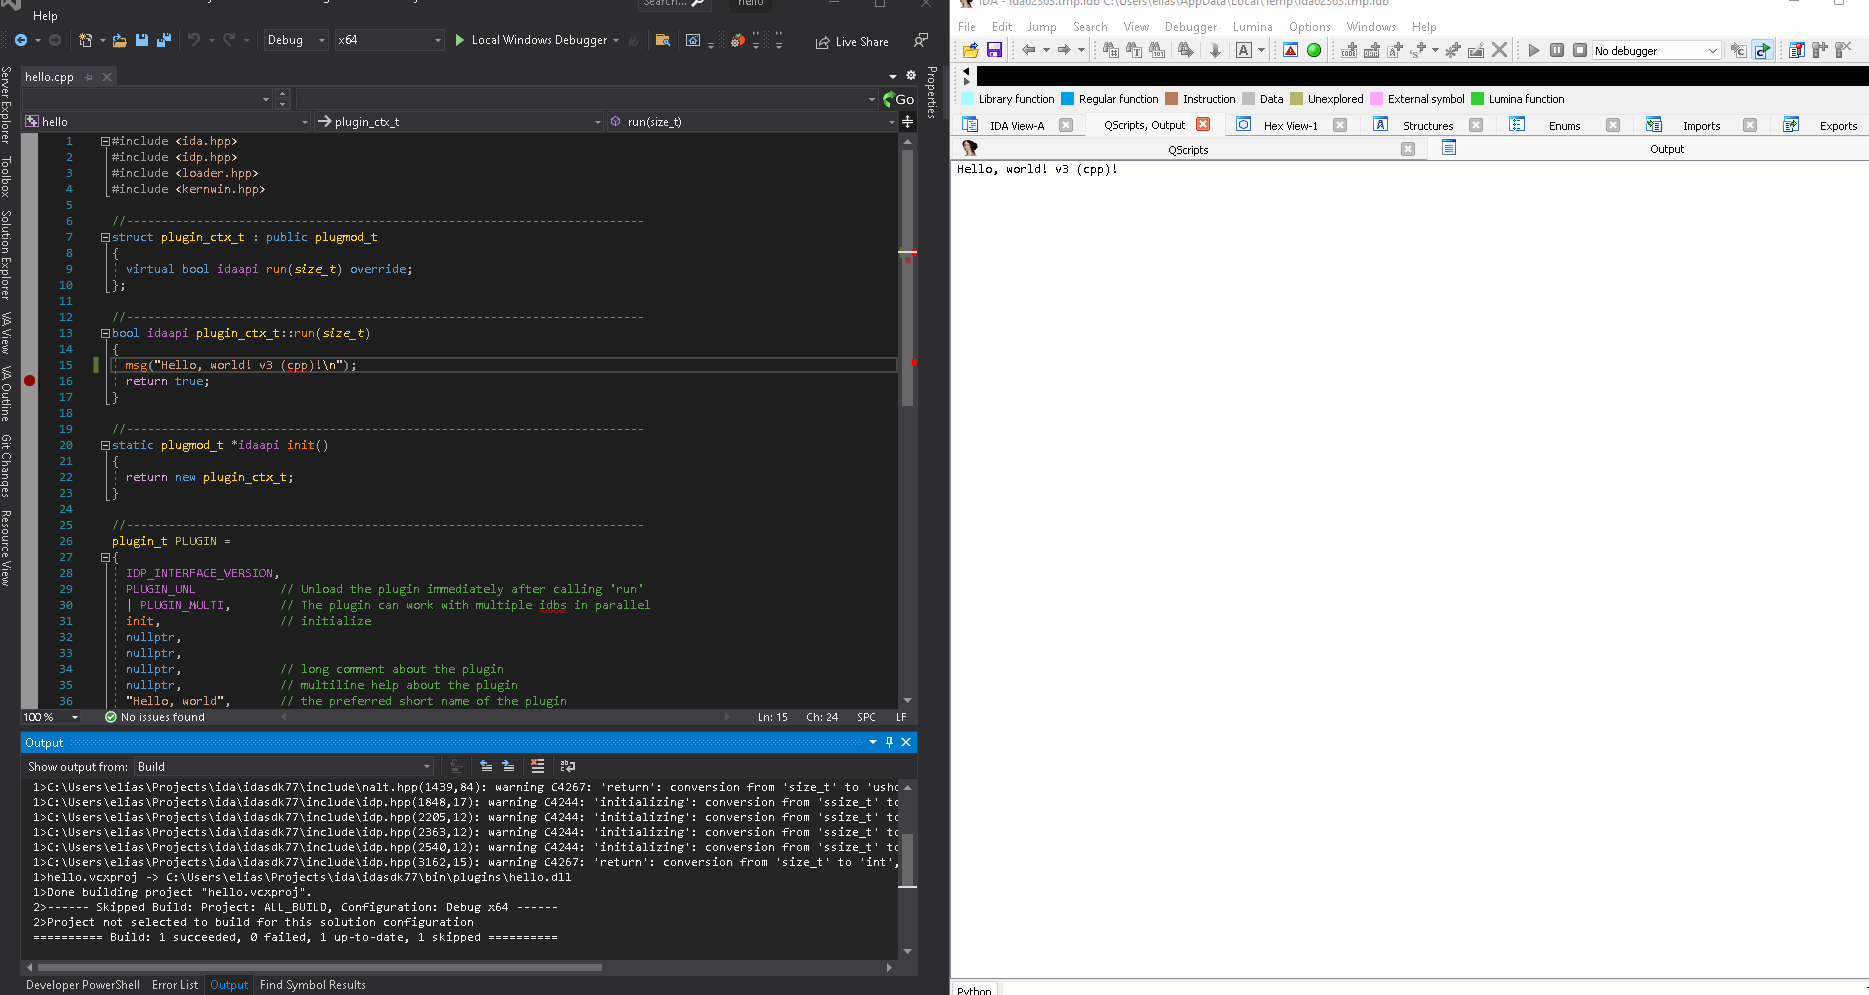 Search...
hello
Help
Debug
x64
Local Windows Debugger
Live Share
Server Explorer
Toolbox
Solution Explorer
VA View
VA Outline
Git Changes
Resource View
Properties
hello.cpp
Go
hello
plugin_ctx_t
run(size_t)
1 #include <ida.hpp>
2 #include <idp.hpp>
3 #include <loader.hpp>
4 #include <kernwin.hpp>
5
6 //--------------------------------------------------------------------------
7 struct plugin_ctx_t : public plugmod_t
8 {
9 virtual bool idaapi run(size_t) override;
10 };
11
12 //--------------------------------------------------------------------------
13 bool idaapi plugin_ctx_t::run(size_t)
14 {
15 msg("Hello, world! v3 (cpp)!\n");
16 return true;
17 }
18
19 //--------------------------------------------------------------------------
20 static plugmod_t *idaapi init()
21 {
22 return new plugin_ctx_t;
23 }
24
25 //--------------------------------------------------------------------------
26 plugin_t PLUGIN =
27 {
28 IDP_INTERFACE_VERSION,
29 PLUGIN_UNL // Unload the plugin immediately after calling 'run'
30 | PLUGIN_MULTI, // The plugin can work with multiple idbs in parallel
31 init, // initialize
32 nullptr,
33 nullptr,
34 nullptr, // long comment about the plugin
35 nullptr, // multiline help about the plugin
36 "Hello, world", // the preferred short name of the plugin
100 %
No issues found
Ln: 15
Ch: 24
SPC
LF
Output
Show output from: Build
1>C:\Users\elias\Projects\ida\idasdk77\include\nalt.hpp(1439,84): warning C4267: 'return': conversion from 'size_t' to 'usho
1>C:\Users\elias\Projects\ida\idasdk77\include\idp.hpp(1848,17): warning C4244: 'initializing': conversion from 'ssize_t' to
1>C:\Users\elias\Projects\ida\idasdk77\include\idp.hpp(2205,12): warning C4244: 'initializing': conversion from 'ssize_t' to
1>C:\Users\elias\Projects\ida\idasdk77\include\idp.hpp(2363,12): warning C4244: 'initializing': conversion from 'ssize_t' to
1>C:\Users\elias\Projects\ida\idasdk77\include\idp.hpp(2540,12): warning C4244: 'initializing': conversion from 'ssize_t' to
1>C:\Users\elias\Projects\ida\idasdk77\include\idp.hpp(3162,15): warning C4267: 'return': conversion from 'size_t' to 'int',
1>hello.vcxproj -> C:\Users\elias\Projects\ida\idasdk77\bin\plugins\hello.dll
1>Done building project "hello.vcxproj".
2>------ Skipped Build: Project: ALL_BUILD, Configuration: Debug x64 ------
2>Project not selected to build for this solution configuration
========== Build: 1 succeeded, 0 failed, 1 up-to-date, 1 skipped ==========
Developer PowerShell
Error List
Output
Find Symbol Results
IDA - ida62363.tmp.idb C:\Users\elias\AppData\Local\Temp\ida62363.tmp.idb
File Edit Jump Search View Debugger Lumina Options Windows Help
No debugger
Library function
Regular function
Instruction
Data
Unexplored
External symbol
Lumina function
IDA View-A
QScripts, Output
Hex View-1
Structures
Enums
Imports
Exports
QScripts
Output
Hello, world! v3 (cpp)!
Python